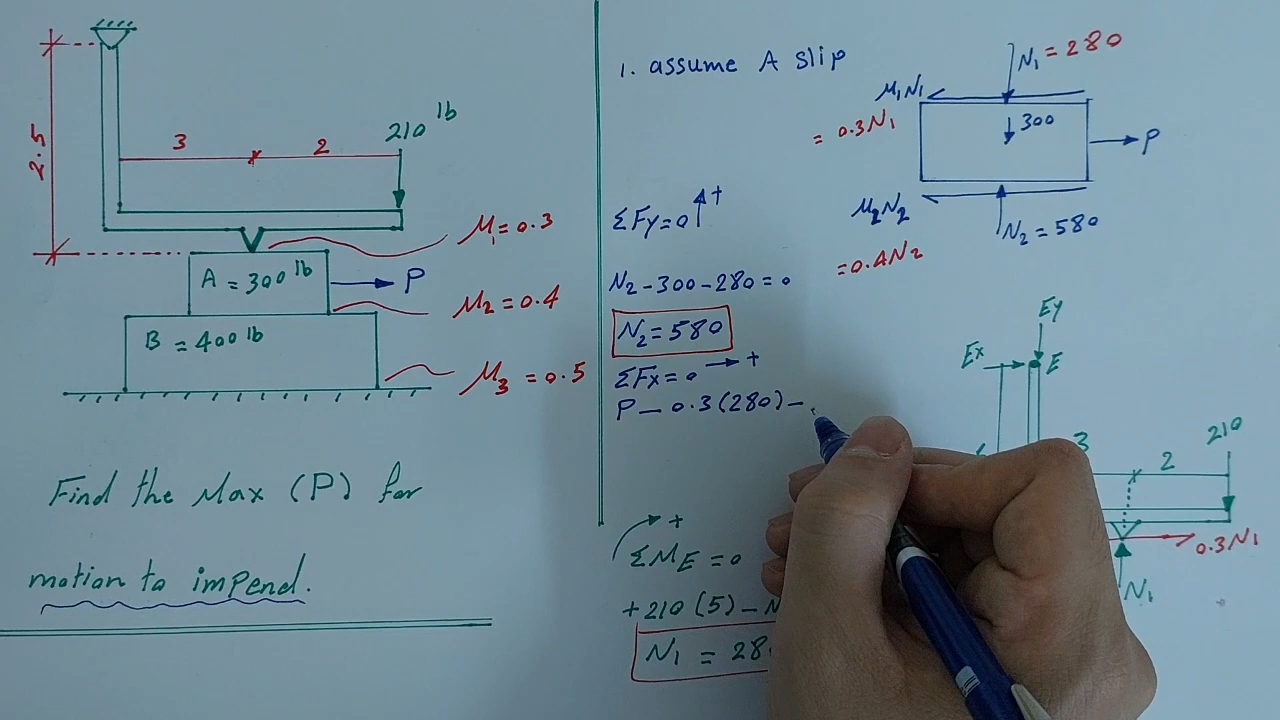 2.5
3
2
210 lb
μ₁ = 0.3
A = 300 lb
P
μ₂ = 0.4
B = 400 lb
μ₃ = 0.5
Find the Max (P) for
motion to impend.
1. assume A slip
N₁ = 280
μ₁N₁
= 0.3N₁
300
P
μ₂N₂
= 0.4N₂
N₂ = 580
ΣFy = 0 +
N₂ - 300 - 280 = 0
N₂ = 580
ΣFx = 0 +
P - 0.3(280) -
+
ΣM_E = 0
+210(5) - N
N₁ = 28
Ey
Ex
E
3
2
210
0.3N₁
N₁